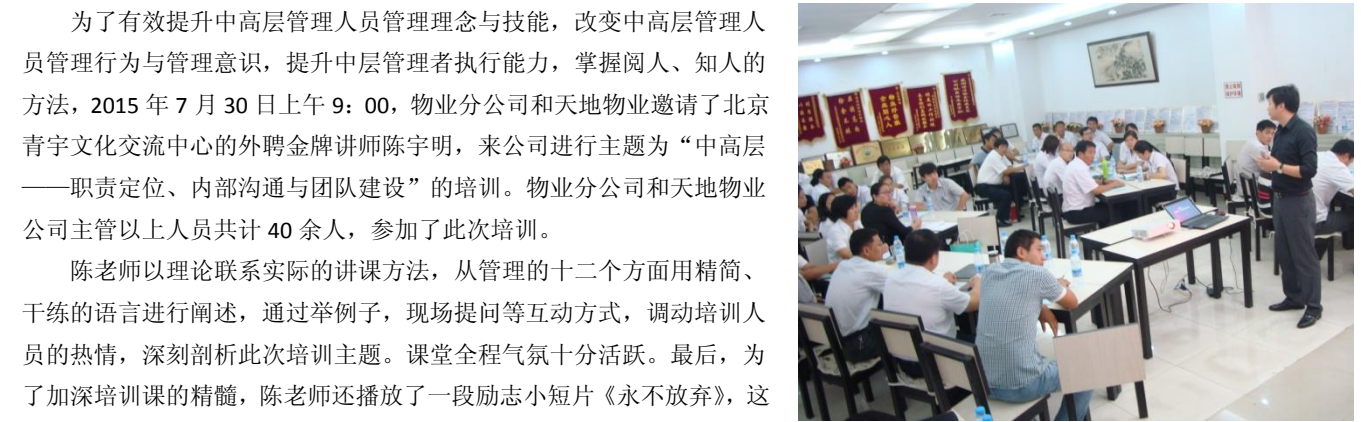 为了有效提升中高层管理人员管理理念与技能，改变中高层管理人
员管理行为与管理意识，提升中层管理者执行能力，掌握阅人、知人的
方法，2015 年 7 月 30 日上午 9：00，物业分公司和天地物业邀请了北京
青宇文化交流中心的外聘金牌讲师陈宇明，来公司进行主题为“中高层
——职责定位、内部沟通与团队建设”的培训。物业分公司和天地物业
公司主管以上人员共计 40 余人，参加了此次培训。
陈老师以理论联系实际的讲课方法，从管理的十二个方面用精简、
干练的语言进行阐述，通过举例子，现场提问等互动方式，调动培训人
员的热情，深刻剖析此次培训主题。课堂全程气氛十分活跃。最后，为
了加深培训课的精髓，陈老师还播放了一段励志小短片《永不放弃》，这